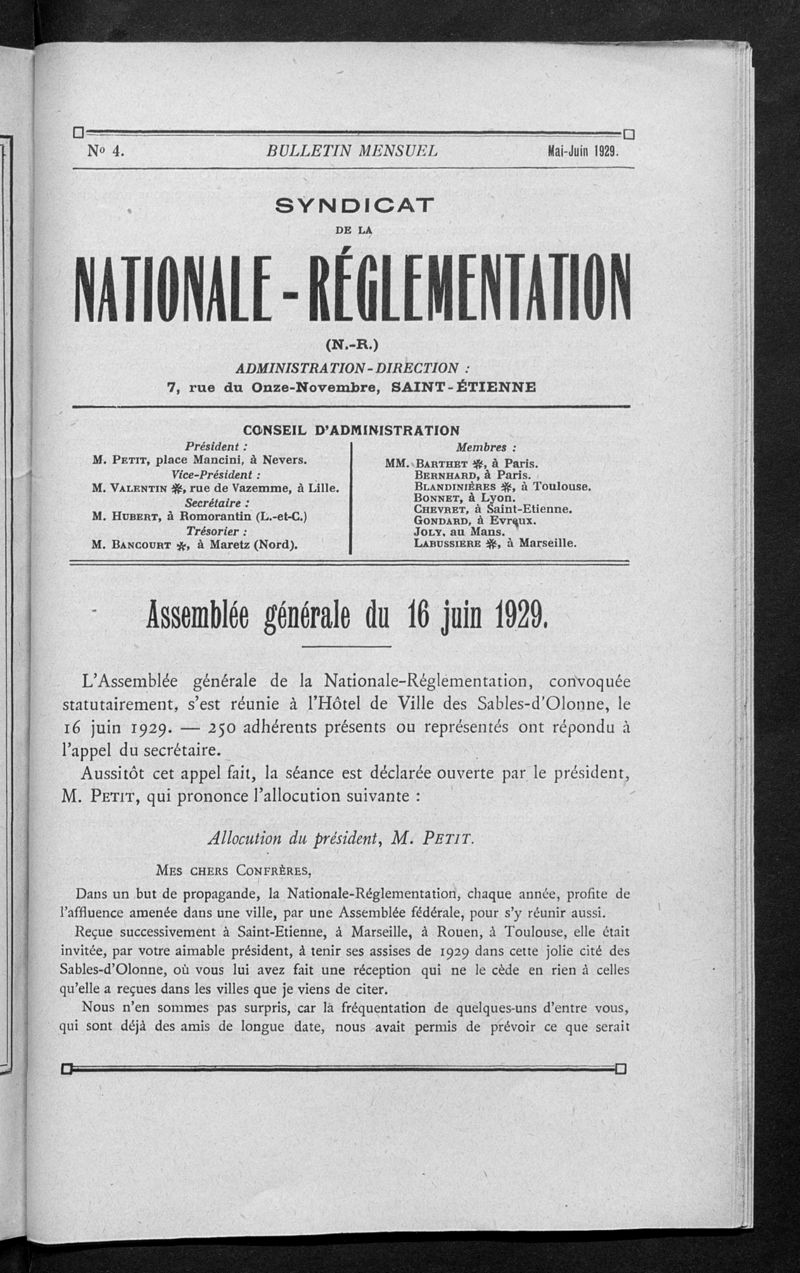 Nº 4. BULLETIN MENSUEL Mai-Juin 1929.
SYNDICAT
DE LA
NATIONALE-RÉGLEMENTATION
(N.-R.)
ADMINISTRATION-DIRECTION :
7, rue du Onze-Novembre, SAINT-ÉTIENNE
CONSEIL D'ADMINISTRATION
Président :
M. PETIT, place Mancini, à Nevers.
Vice-Président :
M. VALENTIN ✻, rue de Vazemme, à Lille.
Secrétaire :
M. HUBERT, à Romorantin (L.-et-C.)
Trésorier :
M. BANCOURT ✻, à Maretz (Nord).
Membres :
MM. BARTHET ✻, à Paris.
BERNHARD, à Paris.
BLANDINIÈRES ✻, à Toulouse.
BONNET, à Lyon.
CHEVRET, à Saint-Etienne.
GONDARD, à Evreux.
JOLY, au Mans.
LABUSSIERE ✻, à Marseille.
Assemblée générale du 16 juin 1929.
L'Assemblée générale de la Nationale-Réglementation, convoquée
statutairement, s'est réunie à l'Hôtel de Ville des Sables-d'Olonne, le
16 juin 1929. — 250 adhérents présents ou représentés ont répondu à
l'appel du secrétaire.
Aussitôt cet appel fait, la séance est déclarée ouverte par le président,
M. PETIT, qui prononce l'allocution suivante :
Allocution du président, M. PETIT.
MES CHERS CONFRÈRES,
Dans un but de propagande, la Nationale-Réglementation, chaque année, profite de
l'affluence amenée dans une ville, par une Assemblée fédérale, pour s'y réunir aussi.
Reçue successivement à Saint-Etienne, à Marseille, à Rouen, à Toulouse, elle était
invitée, par votre aimable président, à tenir ses assises de 1929 dans cette jolie cité des
Sables-d'Olonne, où vous lui avez fait une réception qui ne le cède en rien à celles
qu'elle a reçues dans les villes que je viens de citer.
Nous n'en sommes pas surpris, car la fréquentation de quelques-uns d'entre vous,
qui sont déjà des amis de longue date, nous avait permis de prévoir ce que serait